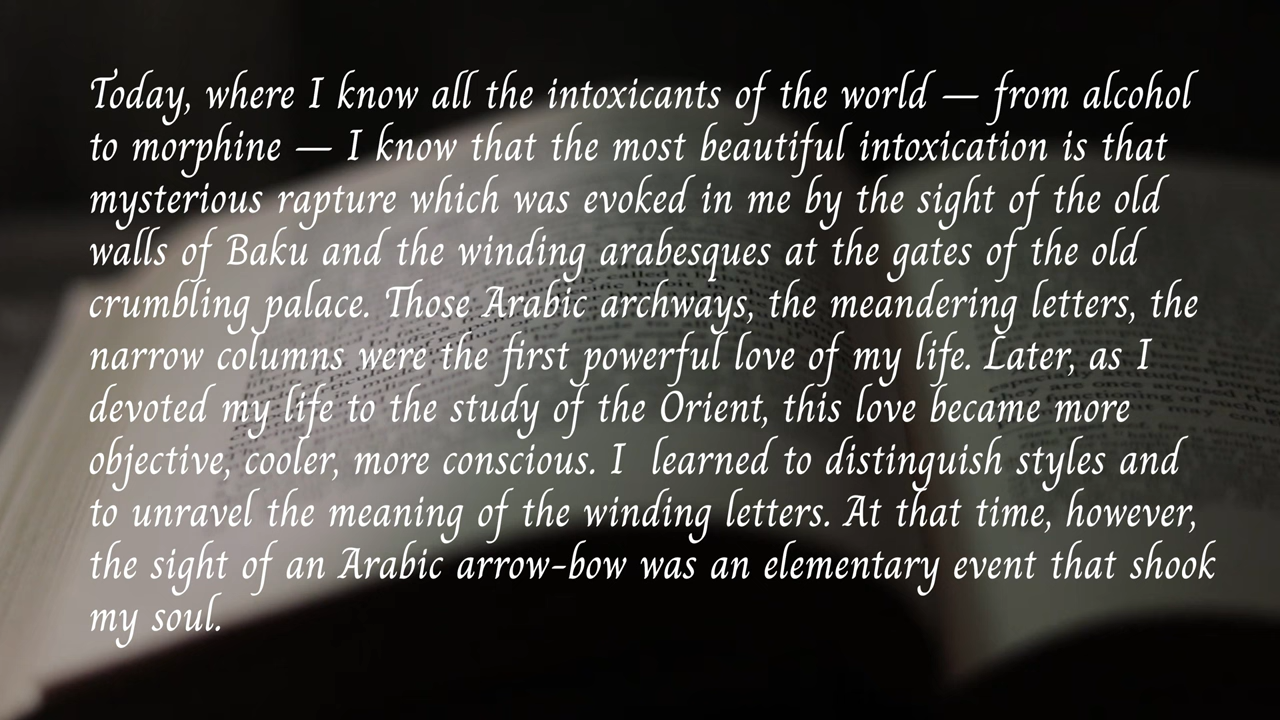 Today, where I know all the intoxicants of the world — from alcohol
to morphine — I know that the most beautiful intoxication is that
mysterious rapture which was evoked in me by the sight of the old
walls of Baku and the winding arabesques at the gates of the old
crumbling palace. Those Arabic archways, the meandering letters, the
narrow columns were the first powerful love of my life. Later, as I
devoted my life to the study of the Orient, this love became more
objective, cooler, more conscious. I  learned to distinguish styles and
to unravel the meaning of the winding letters. At that time, however,
the sight of an Arabic arrow-bow was an elementary event that shook
my soul.